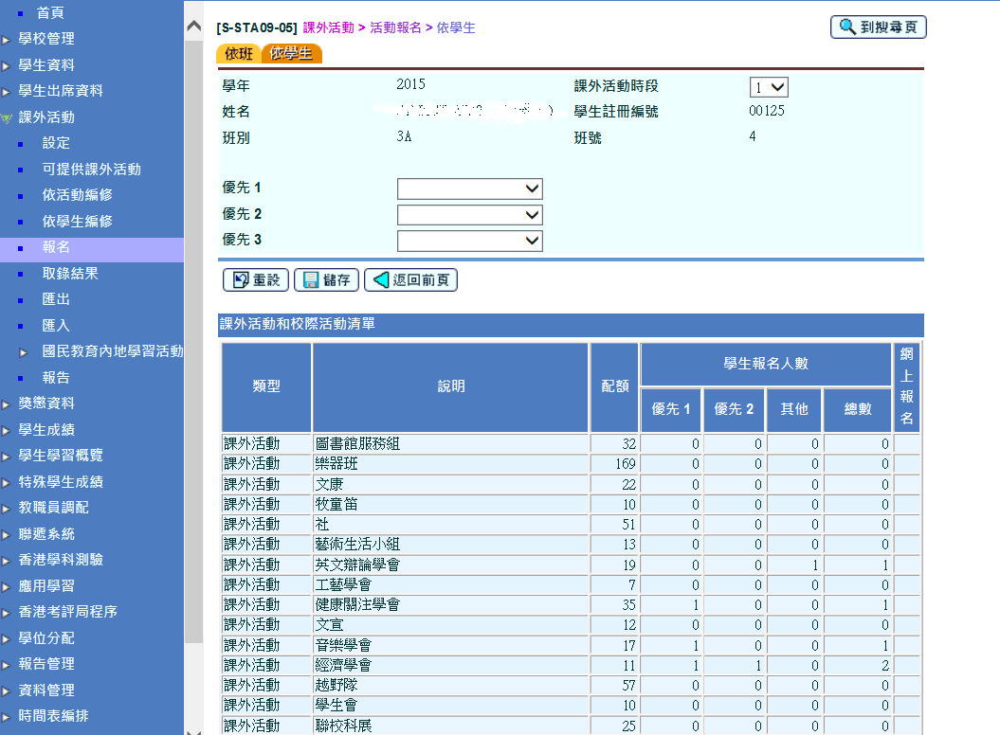 首頁
學校管理
學生資料
學生出席資料
課外活動
設定
可提供課外活動
依活動編修
依學生編修
報名
取錄結果
匯出
匯入
國民教育內地學習活動
報告
獎懲資料
學生成績
學生學習概覽
特殊學生成績
教職員調配
聯遞系統
香港學科測驗
應用學習
香港考評局程序
學位分配
報告管理
資料管理
時間表編排
[S-STA09-05] 課外活動 > 活動報名 > 依學生
到搜尋頁
依班 依學生
學年 2015 課外活動時段 1
姓名 學生註冊編號 00125
班別 3A 班號 4
優先 1
優先 2
優先 3
重設 儲存 返回前頁
課外活動和校際活動清單
類型 說明 配額 學生報名人數 網上報名
優先 1 優先 2 其他 總數
課外活動 圖書館服務組 32 0 0 0 0
課外活動 樂器班 169 0 0 0 0
課外活動 文康 22 0 0 0 0
課外活動 牧童笛 10 0 0 0 0
課外活動 社 51 0 0 0 0
課外活動 藝術生活小組 13 0 0 0 0
課外活動 英文辯論學會 19 0 0 1 1
課外活動 工藝學會 7 0 0 0 0
課外活動 健康關注學會 35 1 0 0 1
課外活動 文宣 12 0 0 0 0
課外活動 音樂學會 17 1 0 0 1
課外活動 經濟學會 11 1 1 0 2
課外活動 越野隊 57 0 0 0 0
課外活動 學生會 10 0 0 0 0
課外活動 聯校科展 25 0 0 0 0